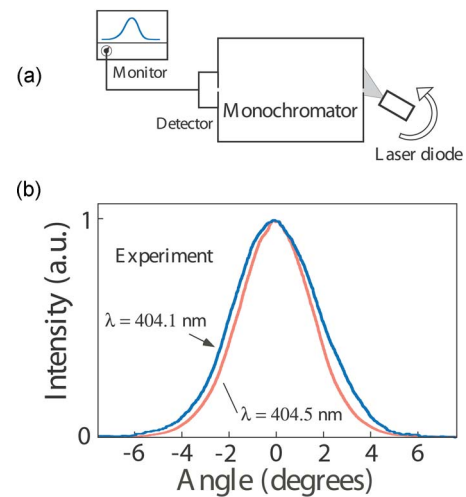 (a)
Monitor
Detector
Monochromator
Laser diode
(b)
Intensity (a.u.)
1
0
Experiment
λ = 404.1 nm
λ = 404.5 nm
-6 -4 -2 0 2 4 6
Angle (degrees)